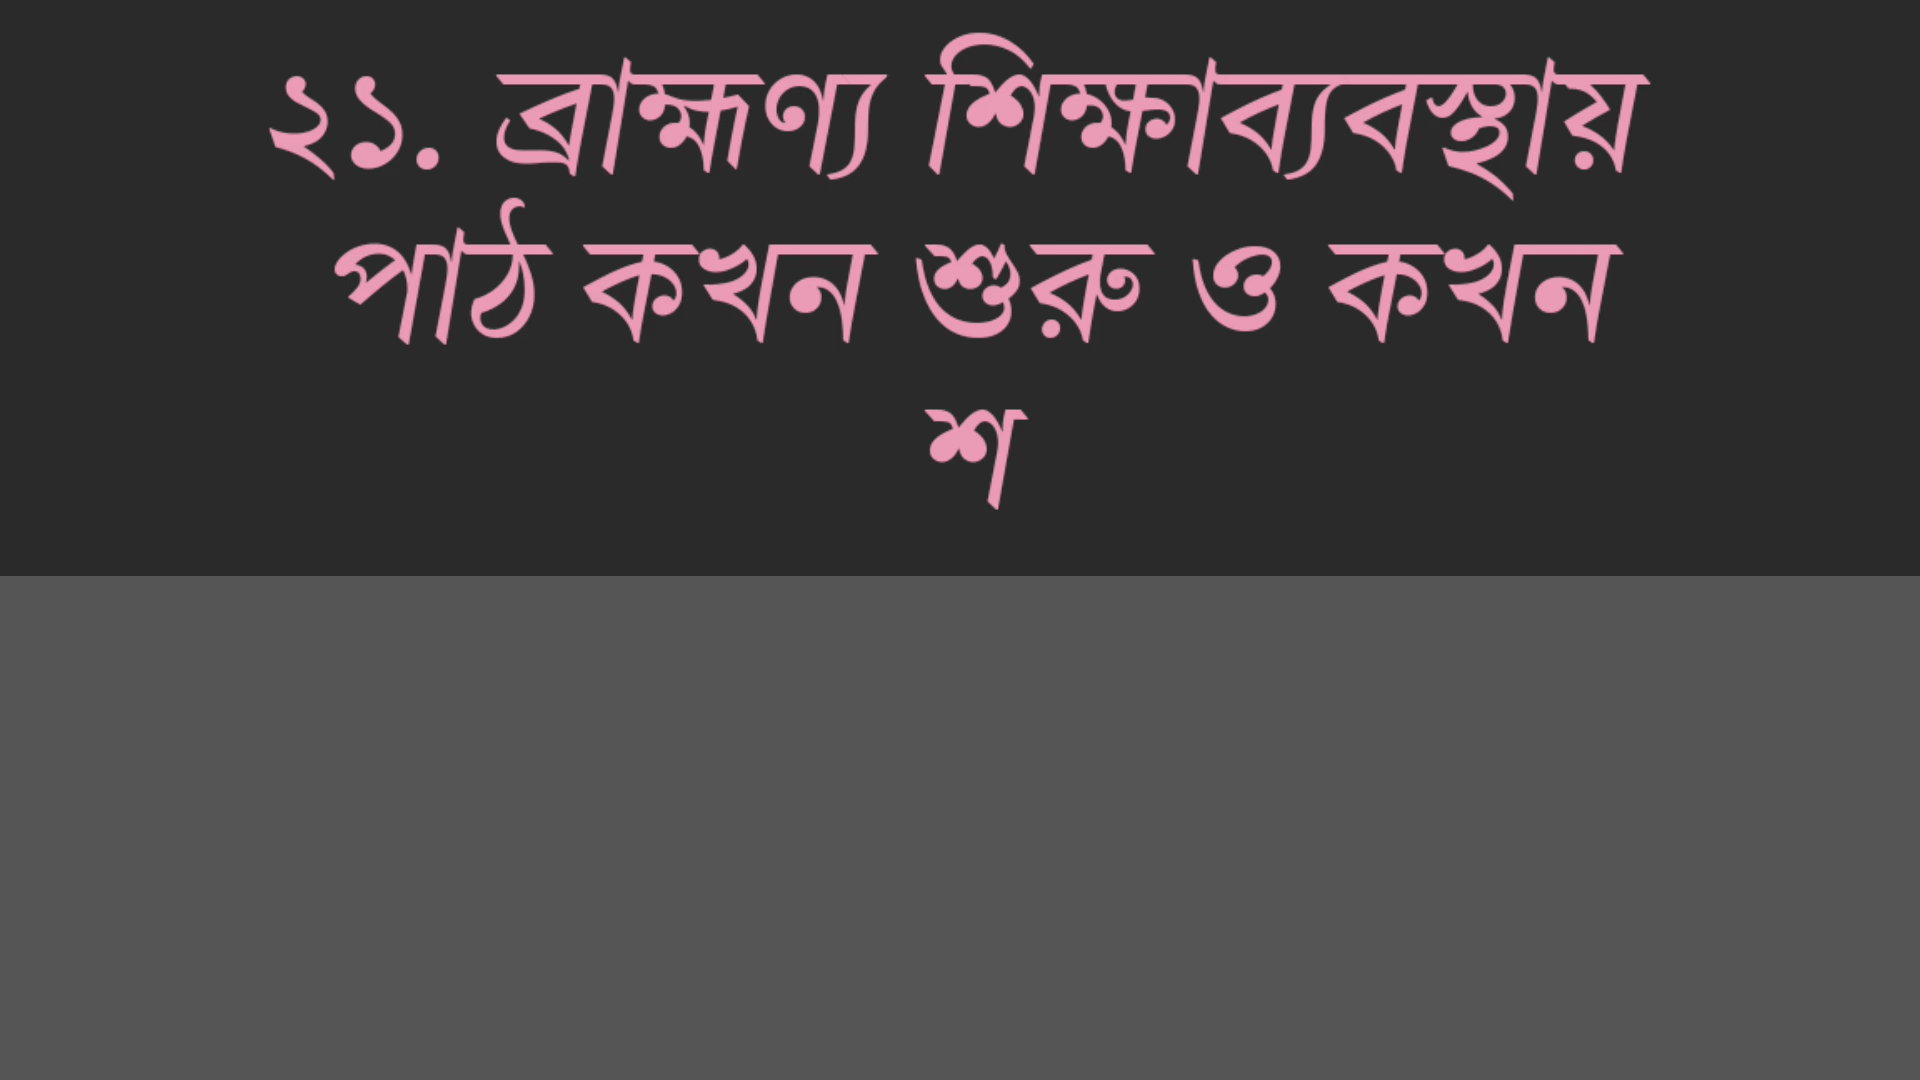 ২১. ব্রাহ্মণ্য শিক্ষাব্যবস্থায়
পাঠ কখন শুরু ও কখন
শ